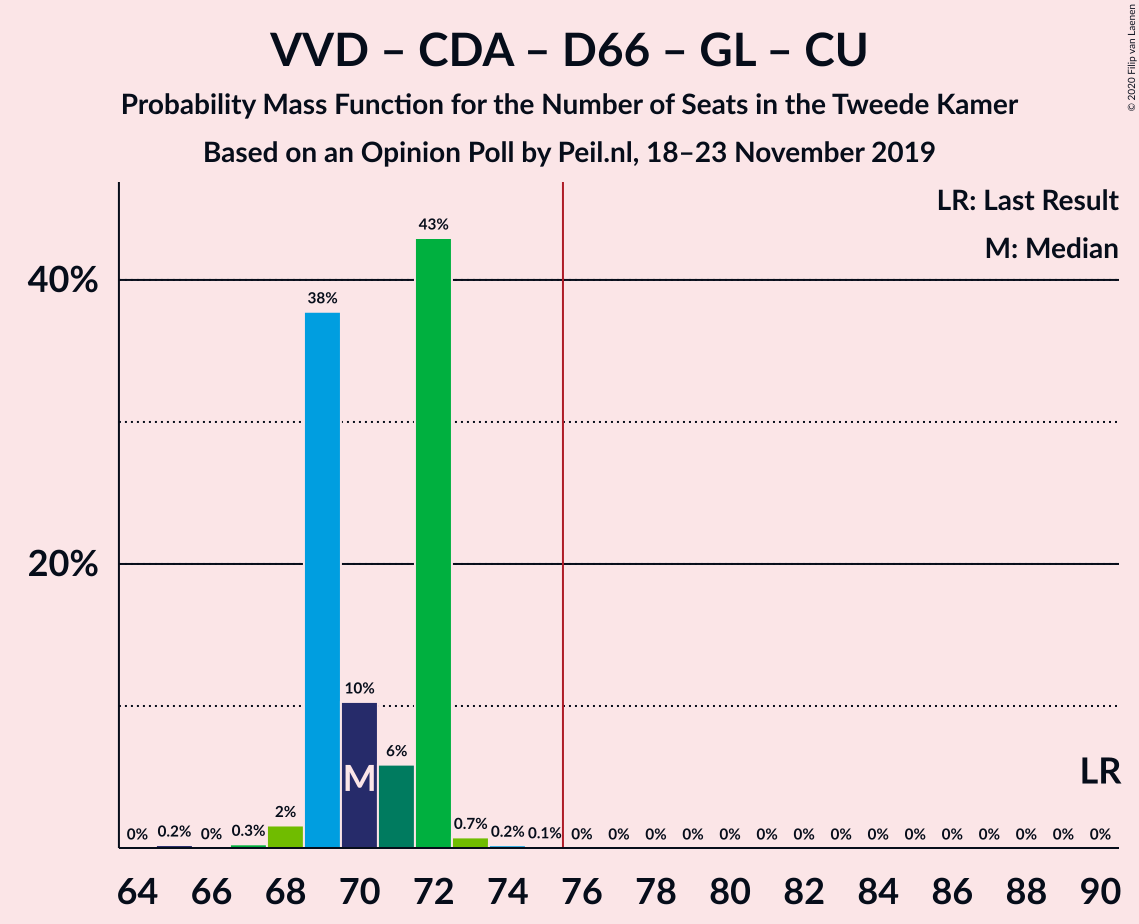 VVD – CDA – D66 – GL – CU
Probability Mass Function for the Number of Seats in the Tweede Kamer
Based on an Opinion Poll by Peil.nl, 18–23 November 2019
© 2020 Filip van Laenen
LR: Last Result
M: Median
43%
40%
38%
20%
10%
6%
M
LR
2%
0% 0.2% 0% 0.3% 0.7% 0.2% 0.1% 0% 0% 0% 0% 0% 0% 0% 0% 0% 0% 0% 0% 0% 0% 0%
64 66 68 70 72 74 76 78 80 82 84 86 88 90